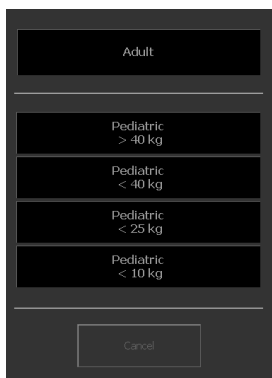 Adult
Pediatric
> 40 kg
Pediatric
< 40 kg
Pediatric
< 25 kg
Pediatric
< 10 kg
Cancel